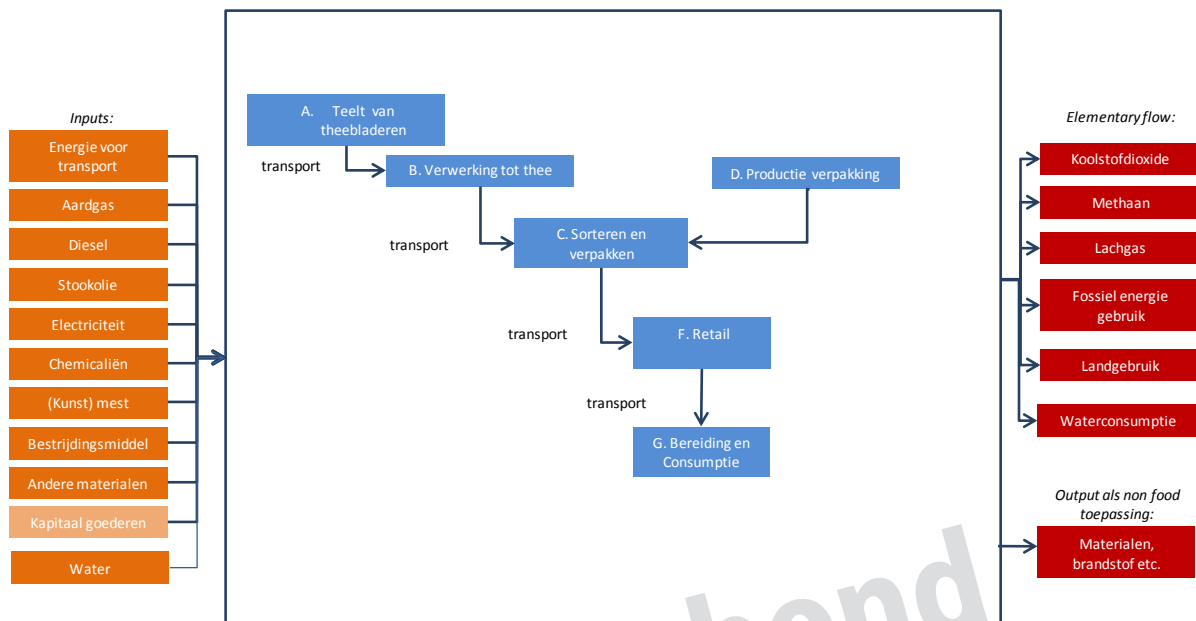 Inputs:
Energie voor
transport
Aardgas
Diesel
Stookolie
Electriciteit
Chemicaliën
(Kunst) mest
Bestrijdingsmiddel
Andere materialen
Kapitaal goederen
Water
A. Teelt van
theebladeren
transport
B. Verwerking tot thee
D. Productie verpakking
transport
C. Sorteren en
verpakken
transport
F. Retail
transport
G. Bereiding en
Consumptie
Elementary flow:
Koolstofdioxide
Methaan
Lachgas
Fossiel energie
gebruik
Landgebruik
Waterconsumptie
Output als non food
toepassing:
Materialen,
brandstof etc.
bond